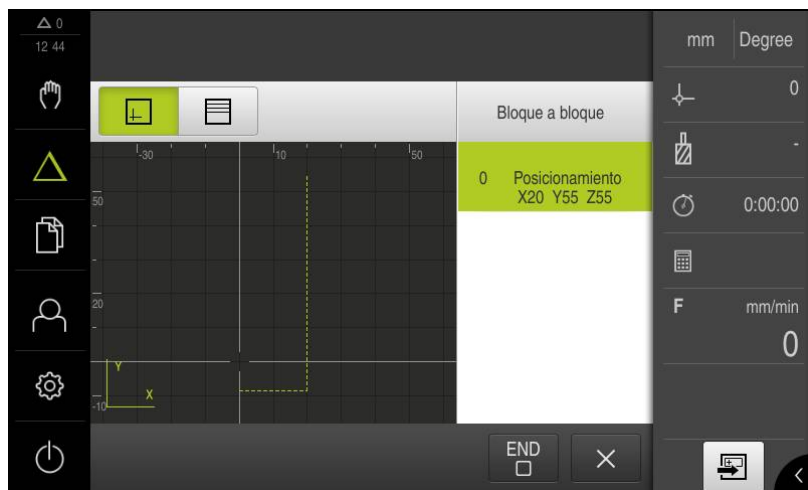 0
12 44
mm Degree
0
-
0:00:00
F mm/min
0
Bloque a bloque
0 Posicionamiento
X20 Y55 Z55
-30 10 50
50
20
-10
Y
X
END